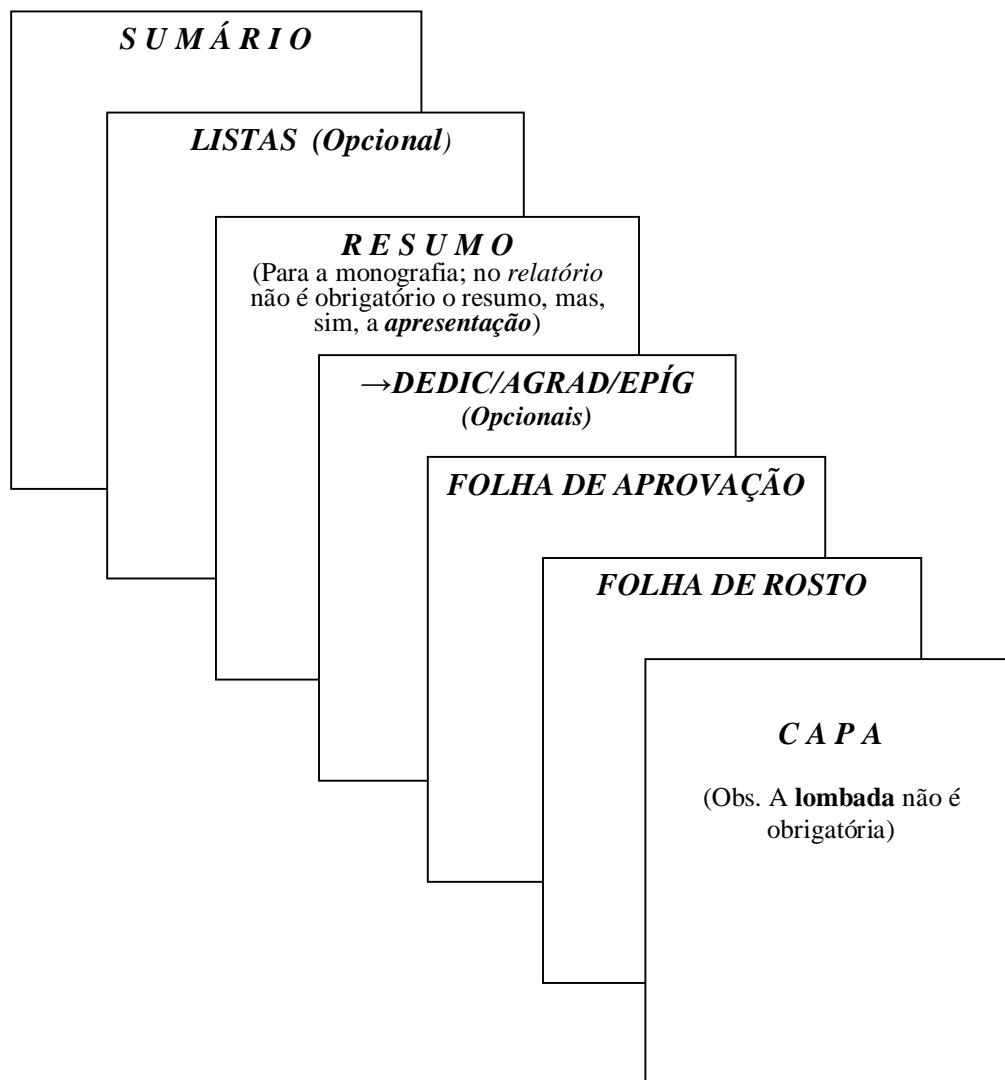 S U M Á R I O
LISTAS (Opcional)
R E S U M O
(Para a monografia; no relatório
não é obrigatório o resumo, mas,
sim, a apresentação)
→DEDIC/AGRAD/EPÍG
(Opcionais)
FOLHA DE APROVAÇÃO
FOLHA DE ROSTO
C A P A
(Obs. A lombada não é
obrigatória)